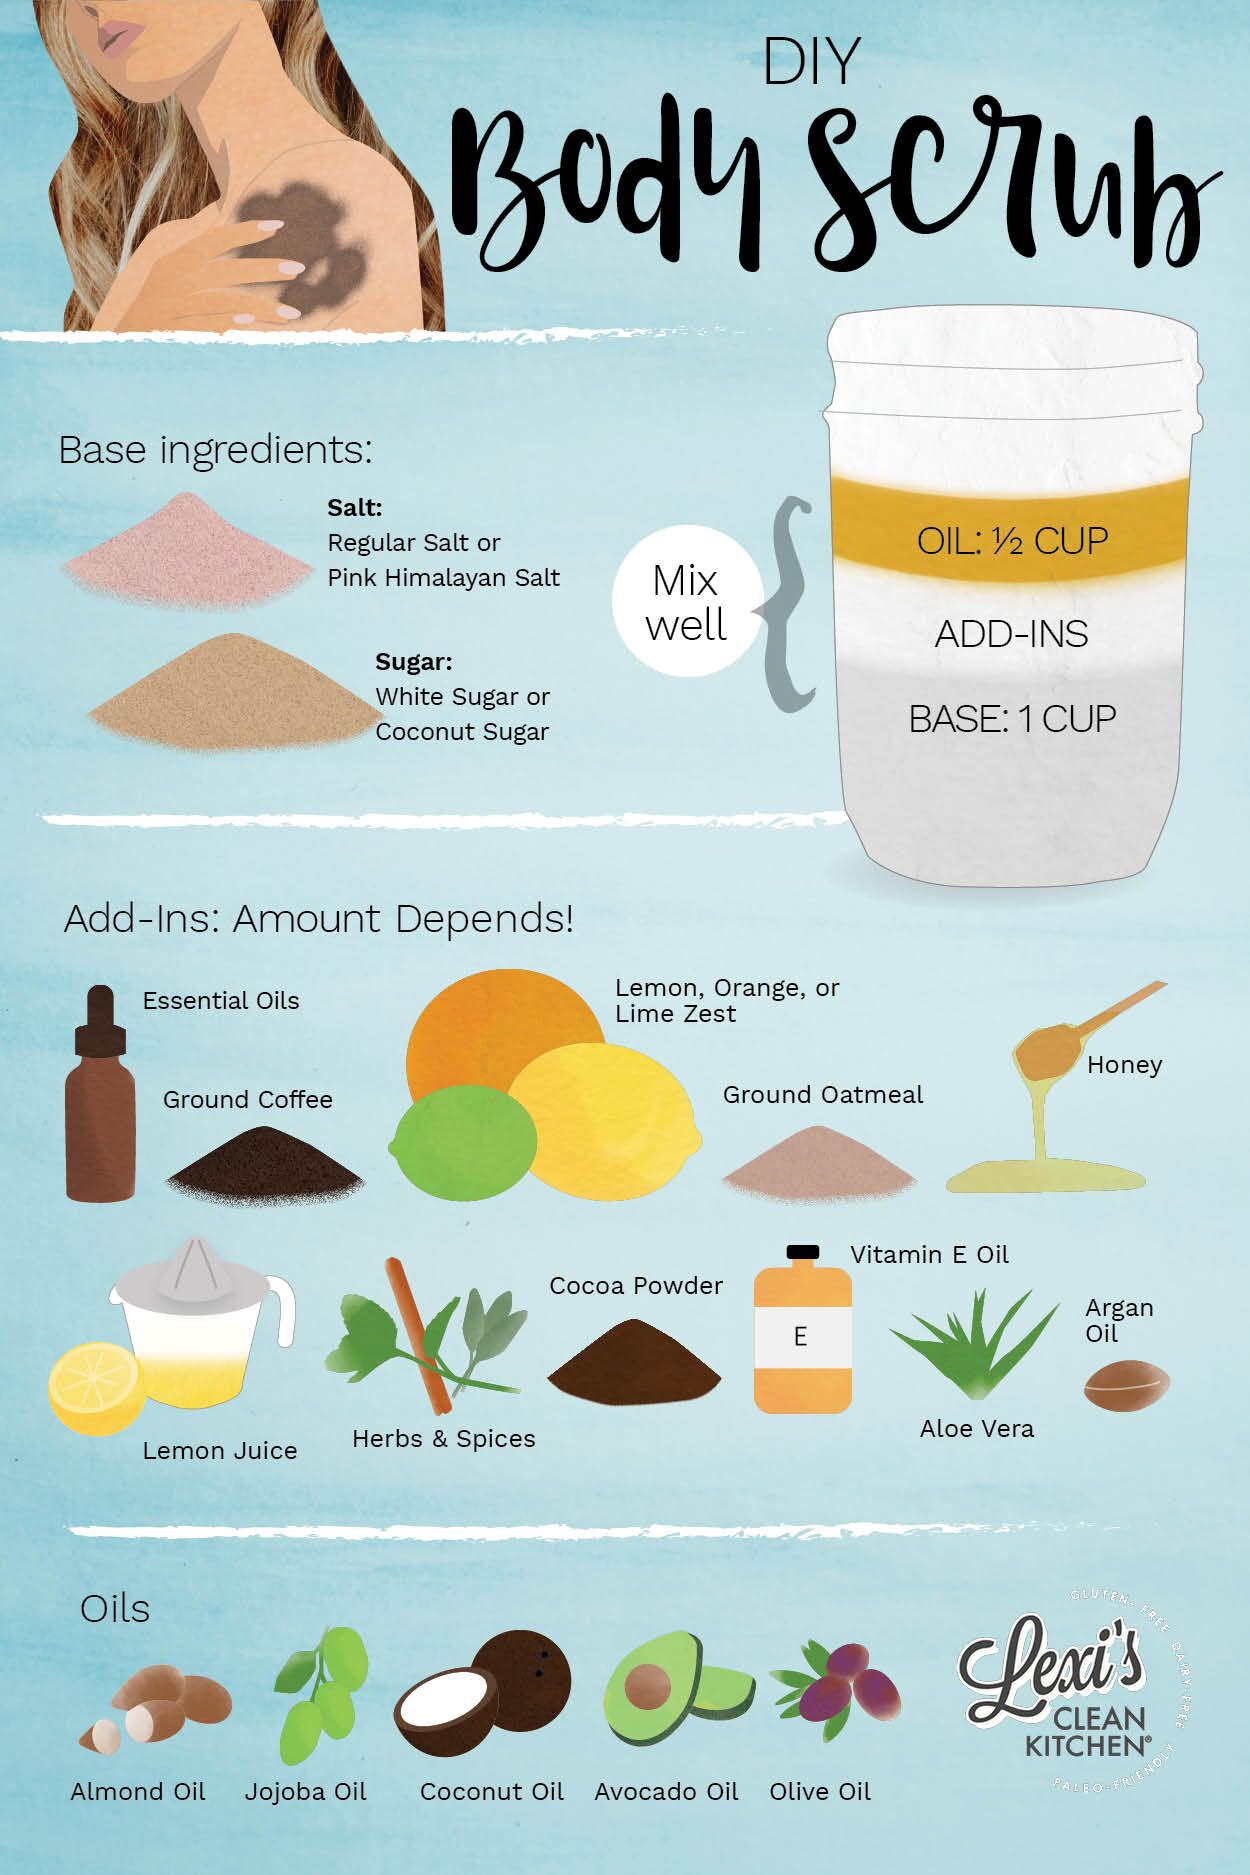 DIY
Body Scrub
Base ingredients:
Salt:
Regular Salt or
Pink Himalayan Salt
Sugar:
White Sugar or
Coconut Sugar
Mix
well
OIL: ½ CUP
ADD-INS
BASE: 1 CUP
Add-Ins: Amount Depends!
Essential Oils
Ground Coffee
Lemon, Orange, or
Lime Zest
Ground Oatmeal
Honey
Lemon Juice
Herbs & Spices
Cocoa Powder
Vitamin E Oil
E
Aloe Vera
Argan
Oil
Oils
Almond Oil
Jojoba Oil
Coconut Oil
Avocado Oil
Olive Oil
GLUTEN-FREE DAIRY-FREE
Lexi's
CLEAN
KITCHEN®
PALEO-FRIENDLY